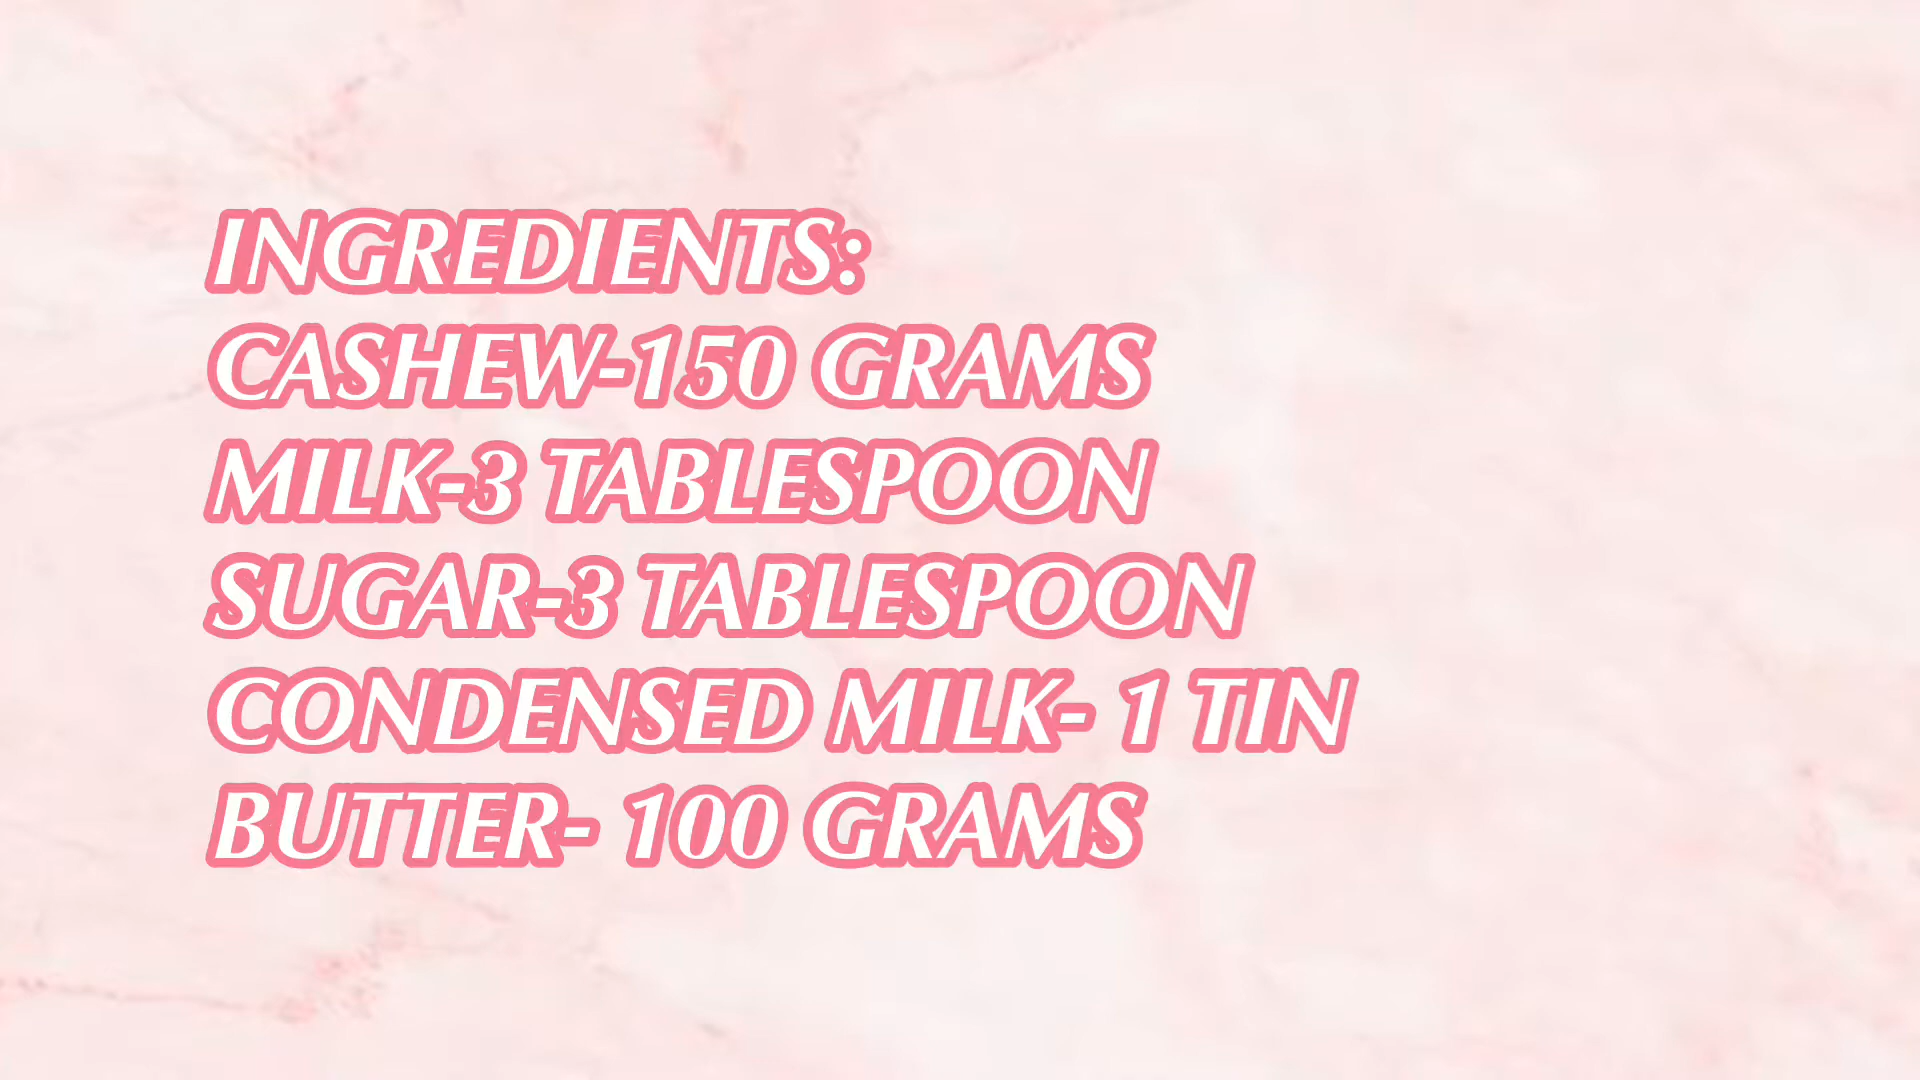 INGREDIENTS:
CASHEW-150 GRAMS
MILK-3 TABLESPOON
SUGAR-3 TABLESPOON
CONDENSED MILK- 1 TIN
BUTTER- 100 GRAMS